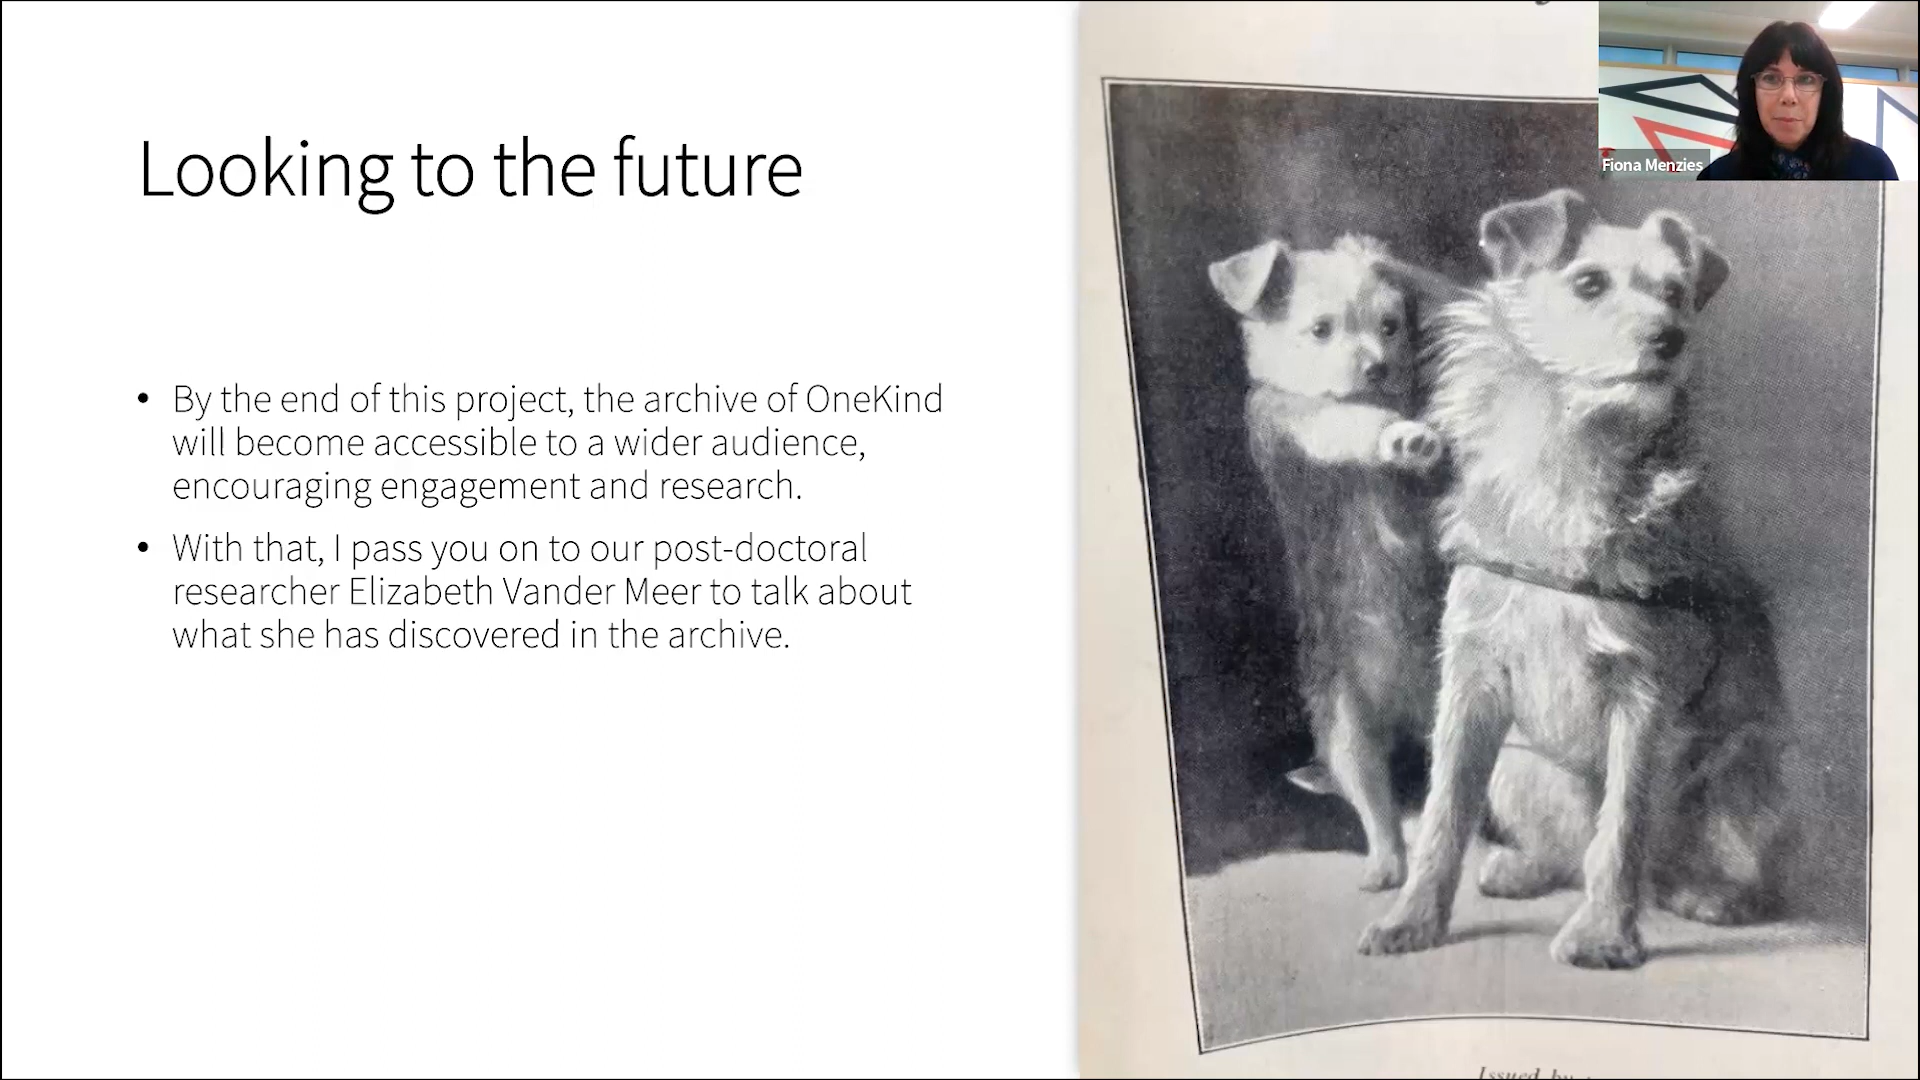 Looking to the future
• By the end of this project, the archive of OneKind
will become accessible to a wider audience,
encouraging engagement and research.
• With that, I pass you on to our post-doctoral
researcher Elizabeth Vander Meer to talk about
what she has discovered in the archive.
Fiona Menzies
Issued by